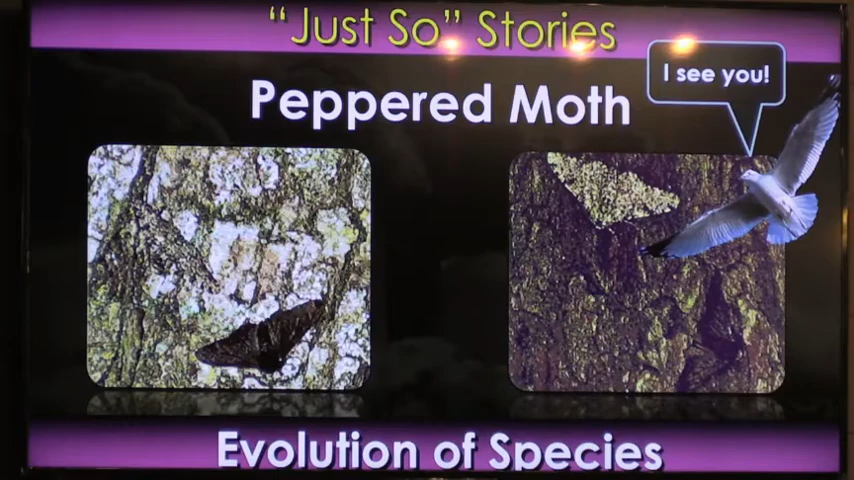 “Just So” Stories
I see you!
Peppered Moth
Evolution of Species